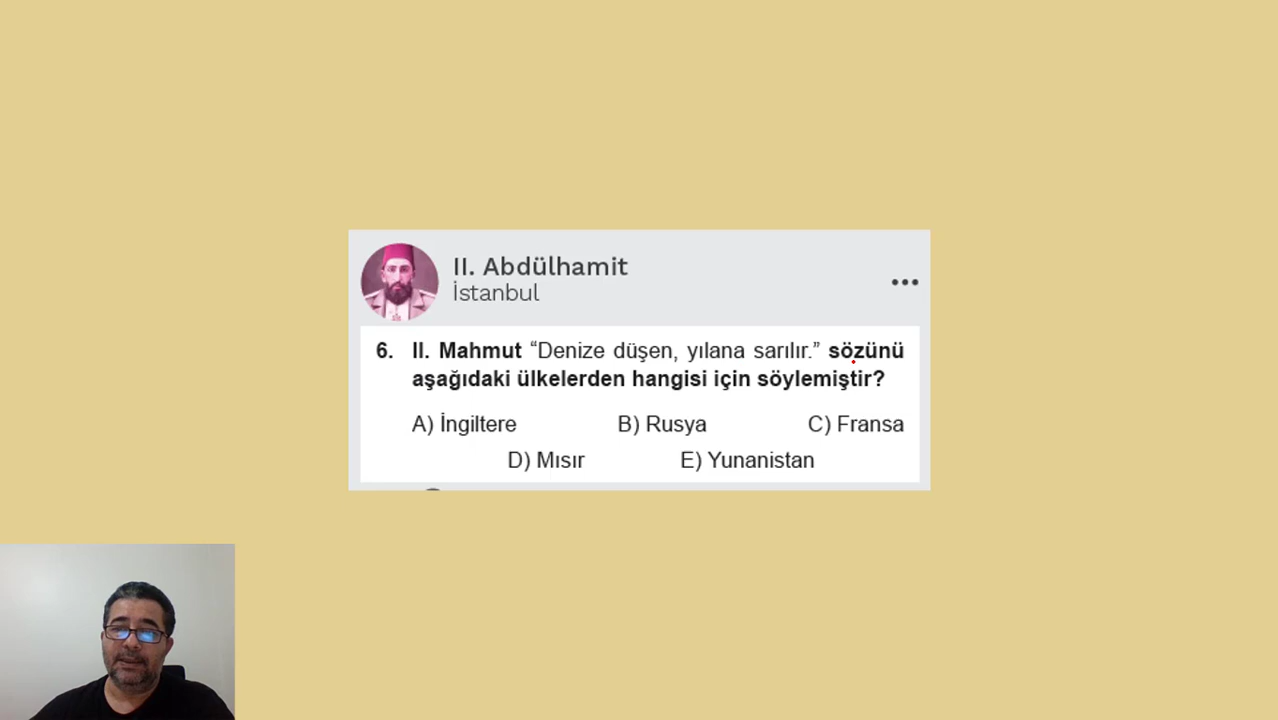 II. Abdülhamit
İstanbul
6. II. Mahmut “Denize düşen, yılana sarılır.” sözünü
aşağıdaki ülkelerden hangisi için söylemiştir?
A) İngiltere B) Rusya C) Fransa
D) Mısır E) Yunanistan